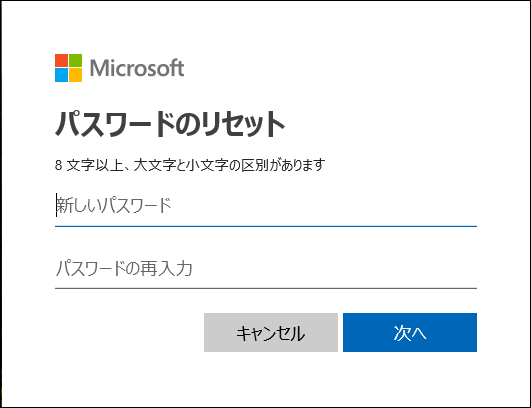 Microsoft
パスワードのリセット
8 文字以上、大文字と小文字の区別があります
新しいパスワード
パスワードの再入力
キャンセル
次へ